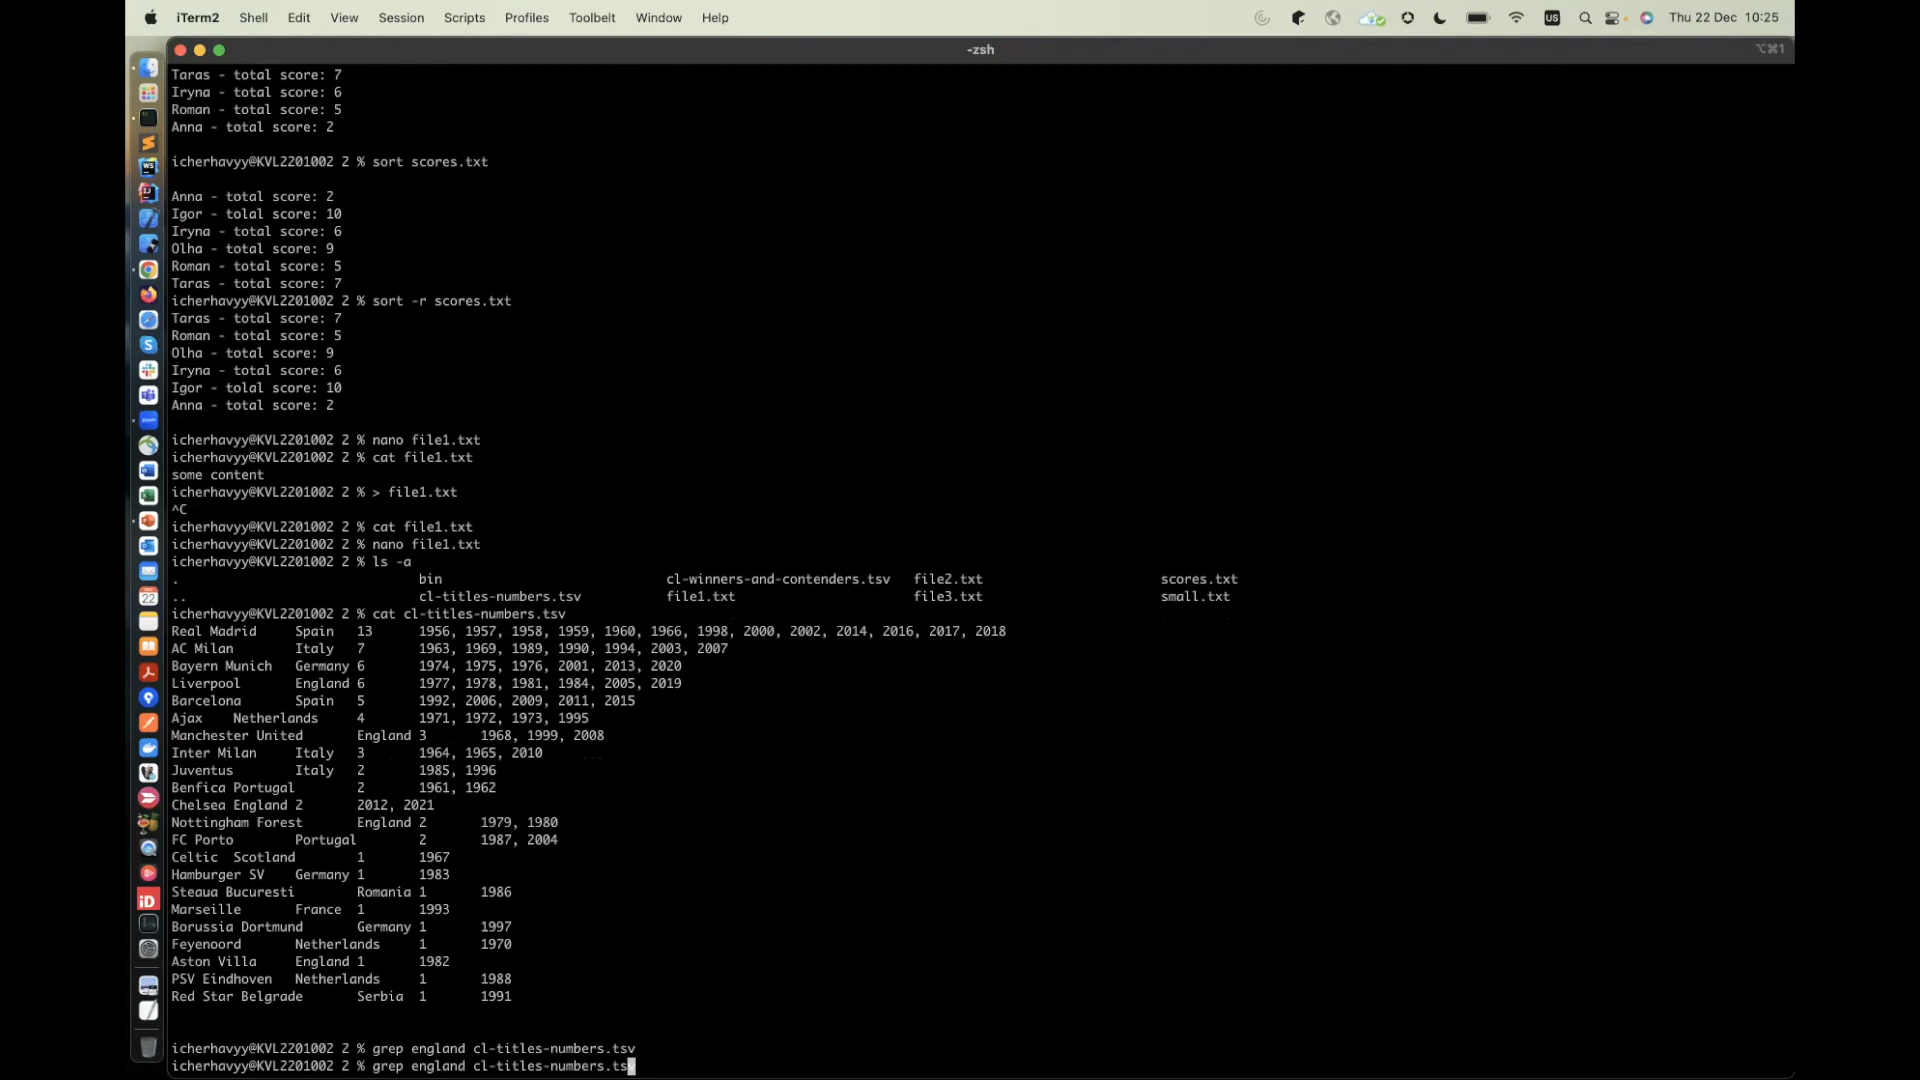 iTerm2 Shell Edit View Session Scripts Profiles Toolbelt Window Help US Thu 22 Dec 10:25
-zsh ⌥⌘1
Taras - total score: 7
Iryna - total score: 6
Roman - total score: 5
Anna - total score: 2
icherhavyy@KVL2201002 2 % sort scores.txt
Anna - total score: 2
Igor - tolal score: 10
Iryna - total score: 6
Olha - total score: 9
Roman - total score: 5
Taras - total score: 7
icherhavyy@KVL2201002 2 % sort -r scores.txt
Taras - total score: 7
Roman - total score: 5
Olha - total score: 9
Iryna - total score: 6
Igor - tolal score: 10
Anna - total score: 2
icherhavyy@KVL2201002 2 % nano file1.txt
icherhavyy@KVL2201002 2 % cat file1.txt
some content
icherhavyy@KVL2201002 2 % > file1.txt
^C
icherhavyy@KVL2201002 2 % cat file1.txt
icherhavyy@KVL2201002 2 % nano file1.txt
icherhavyy@KVL2201002 2 % ls -a
. bin cl-winners-and-contenders.tsv file2.txt scores.txt
.. cl-titles-numbers.tsv file1.txt file3.txt small.txt
icherhavyy@KVL2201002 2 % cat cl-titles-numbers.tsv
Real Madrid Spain 13 1956, 1957, 1958, 1959, 1960, 1966, 1998, 2000, 2002, 2014, 2016, 2017, 2018
AC Milan Italy 7 1963, 1969, 1989, 1990, 1994, 2003, 2007
Bayern Munich Germany 6 1974, 1975, 1976, 2001, 2013, 2020
Liverpool England 6 1977, 1978, 1981, 1984, 2005, 2019
Barcelona Spain 5 1992, 2006, 2009, 2011, 2015
Ajax Netherlands 4 1971, 1972, 1973, 1995
Manchester United England 3 1968, 1999, 2008
Inter Milan Italy 3 1964, 1965, 2010
Juventus Italy 2 1985, 1996
Benfica Portugal 2 1961, 1962
Chelsea England 2 2012, 2021
Nottingham Forest England 2 1979, 1980
FC Porto Portugal 2 1987, 2004
Celtic Scotland 1 1967
Hamburger SV Germany 1 1983
Steaua Bucuresti Romania 1 1986
Marseille France 1 1993
Borussia Dortmund Germany 1 1997
Feyenoord Netherlands 1 1970
Aston Villa England 1 1982
PSV Eindhoven Netherlands 1 1988
Red Star Belgrade Serbia 1 1991
icherhavyy@KVL2201002 2 % grep england cl-titles-numbers.tsv
icherhavyy@KVL2201002 2 % grep england cl-titles-numbers.tsv